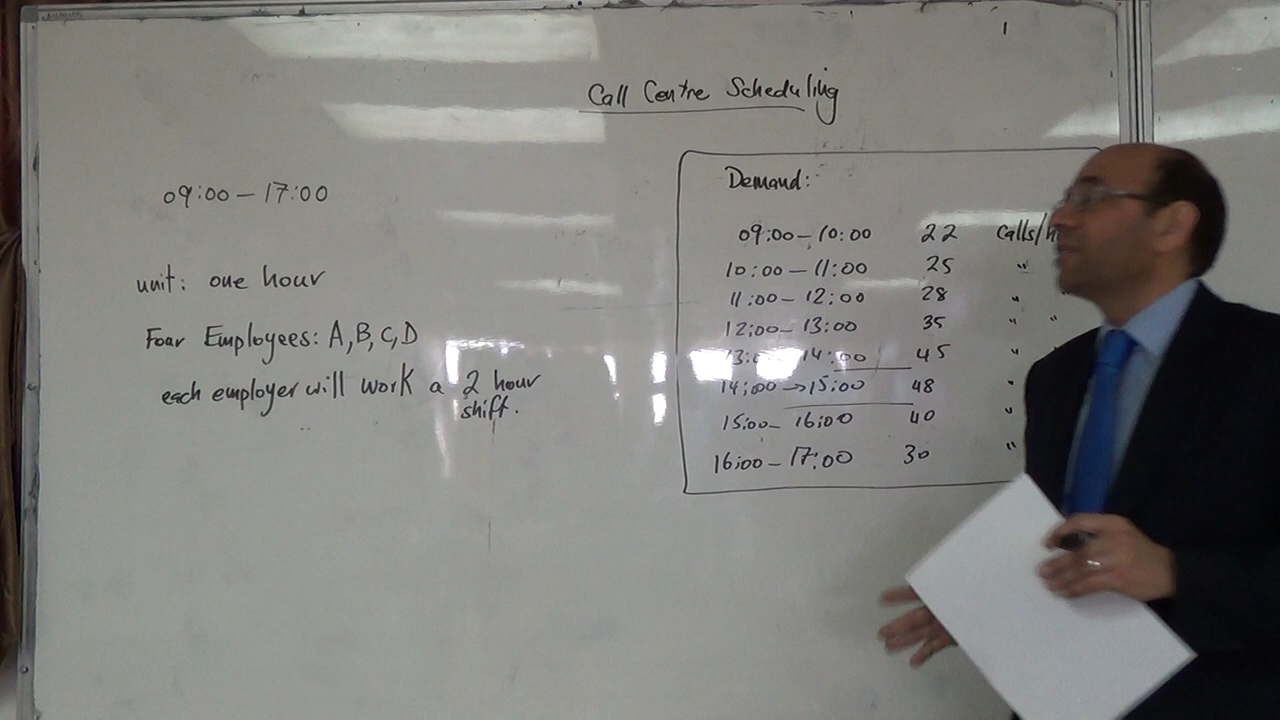 Call Centre Scheduling
09:00 – 17:00
unit: one hour
Four Employees: A, B, C, D
each employer will work a 2 hour
shift.
Demand:
09:00 – 10:00 22 calls/h
10:00 – 11:00 25 "
11:00 – 12:00 28 " "
12:00 – 13:00 35 " "
13:0 14:00 45 "
14:00 → 15:00 48 "
15:00 – 16:00 40 "
16:00 – 17:00 30 "